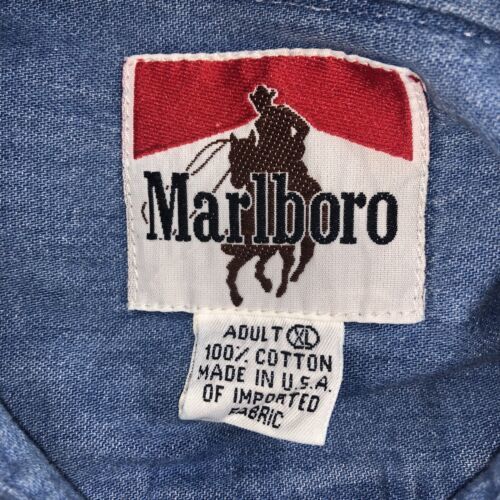 Marlboro
ADULT XL
100% COTTON
MADE IN U.S.A.
OF IMPORTED
FABRIC